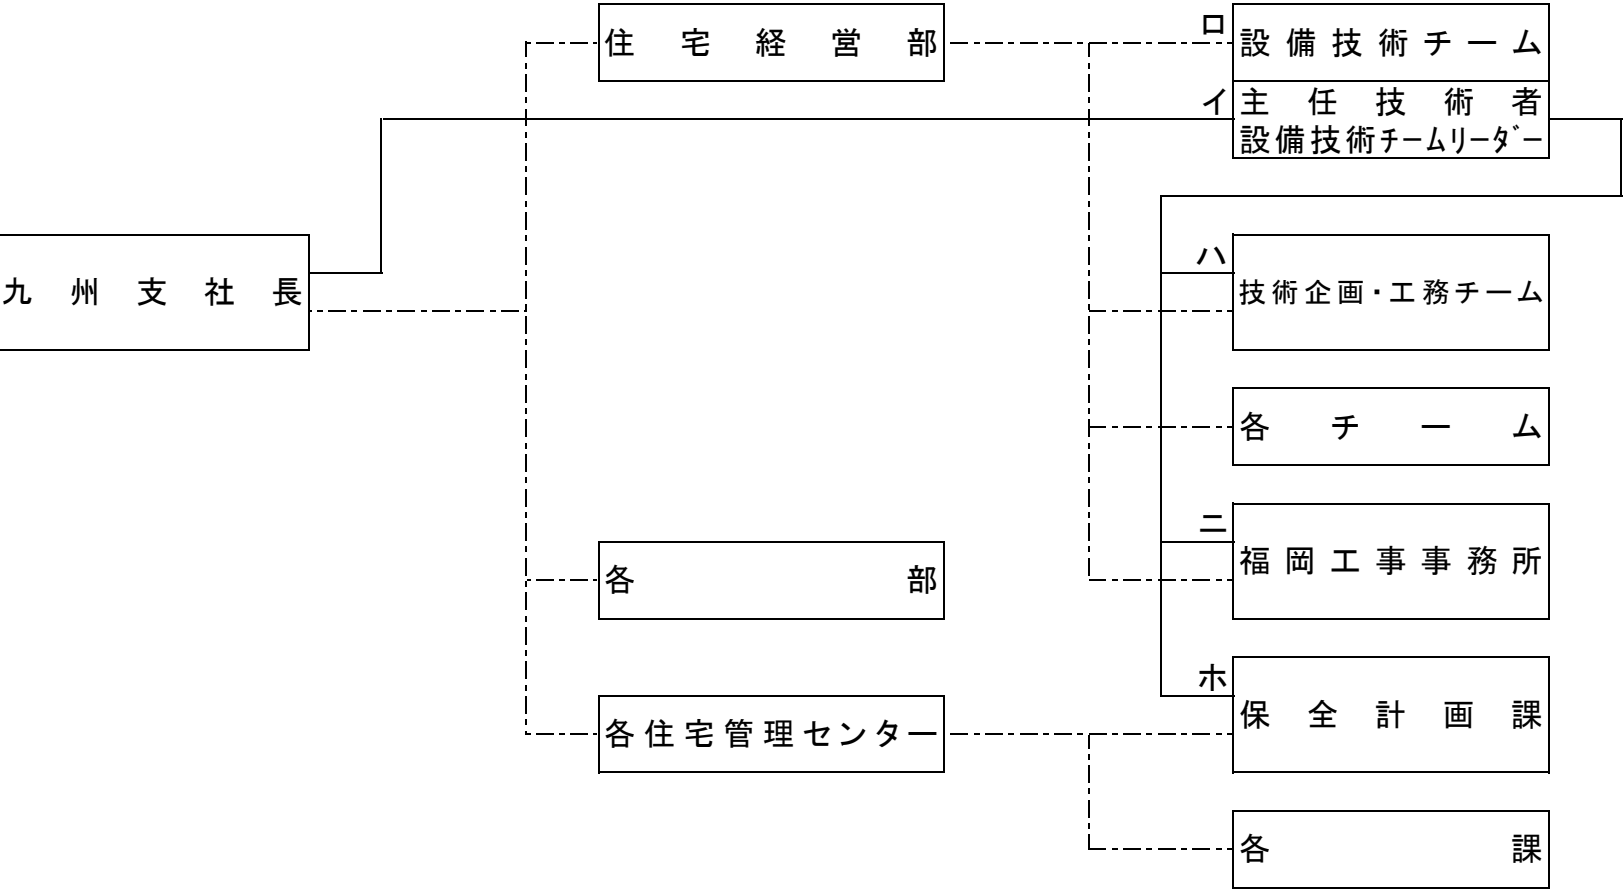 住宅経営部
ロ
設備技術チーム
イ
主任技術者
設備技術チームリーダー
九州支社長
ハ
技術企画・工務チーム
各チーム
ニ
福岡工事事務所
各部
ホ
保全計画課
各住宅管理センター
各課